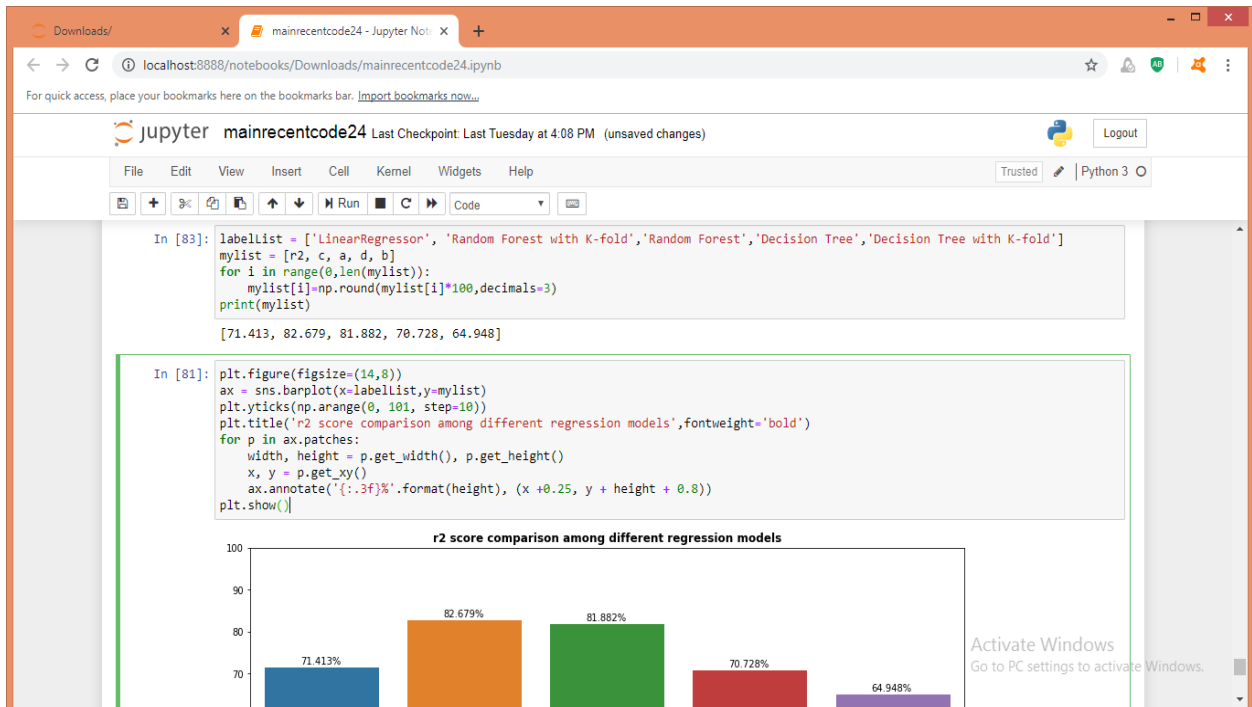 Downloads/
mainrecentcode24 - Jupyter Not
localhost:8888/notebooks/Downloads/mainrecentcode24.ipynb
For quick access, place your bookmarks here on the bookmarks bar. Import bookmarks now...
jupyter mainrecentcode24 Last Checkpoint: Last Tuesday at 4:08 PM (unsaved changes)
Logout
File Edit View Insert Cell Kernel Widgets Help
Trusted Python 3
Run Code
In [83]: labelList = ['LinearRegressor', 'Random Forest with K-fold','Random Forest','Decision Tree','Decision Tree with K-fold']
mylist = [r2, c, a, d, b]
for i in range(0,len(mylist)):
    mylist[i]=np.round(mylist[i]*100,decimals=3)
print(mylist)
[71.413, 82.679, 81.882, 70.728, 64.948]
In [81]: plt.figure(figsize=(14,8))
ax = sns.barplot(x=labelList,y=mylist)
plt.yticks(np.arange(0, 101, step=10))
plt.title('r2 score comparison among different regression models',fontweight='bold')
for p in ax.patches:
    width, height = p.get_width(), p.get_height()
    x, y = p.get_xy()
    ax.annotate('{:.3f}%'.format(height), (x +0.25, y + height + 0.8))
plt.show()
r2 score comparison among different regression models
100
90
80
70
71.413%
82.679%
81.882%
70.728%
64.948%
Activate Windows
Go to PC settings to activate Windows.